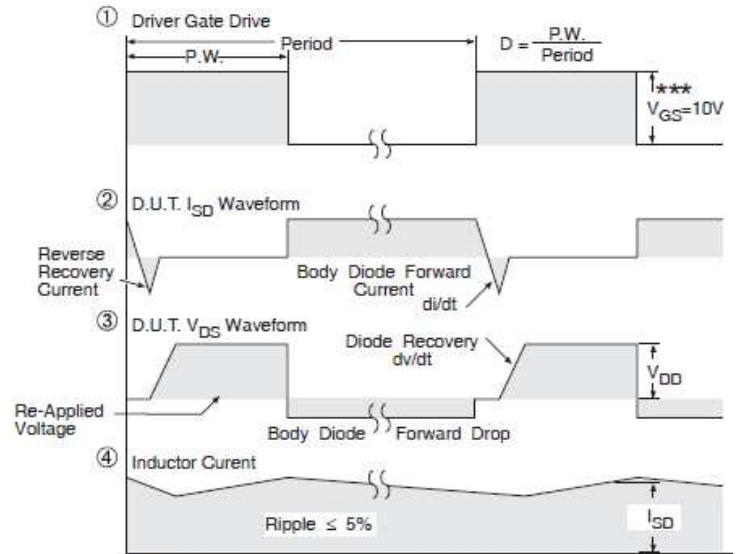 ① Driver Gate Drive
Period
P.W.
D = P.W.
Period
***
VGS=10V
② D.U.T. ISD Waveform
Reverse
Recovery
Current
Body Diode Forward
Current
di/dt
③ D.U.T. VDS Waveform
Diode Recovery
dv/dt
VDD
Re-Applied
Voltage
Body Diode Forward Drop
④ Inductor Curent
Ripple ≤ 5%
ISD